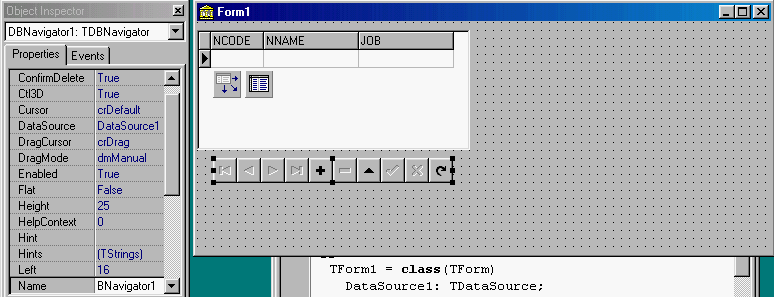 Object Inspector
DBNavigator1: TDBNavigator
Properties Events
ConfirmDelete True
Ctl3D True
Cursor crDefault
DataSource DataSource1
DragCursor crDrag
DragMode dmManual
Enabled True
Flat False
Height 25
HelpContext 0
Hint
Hints (TStrings)
Left 16
Name BNavigator1
Form1
NCODE NNAME JOB
TForm1 = class(TForm)
DataSource1: TDataSource;